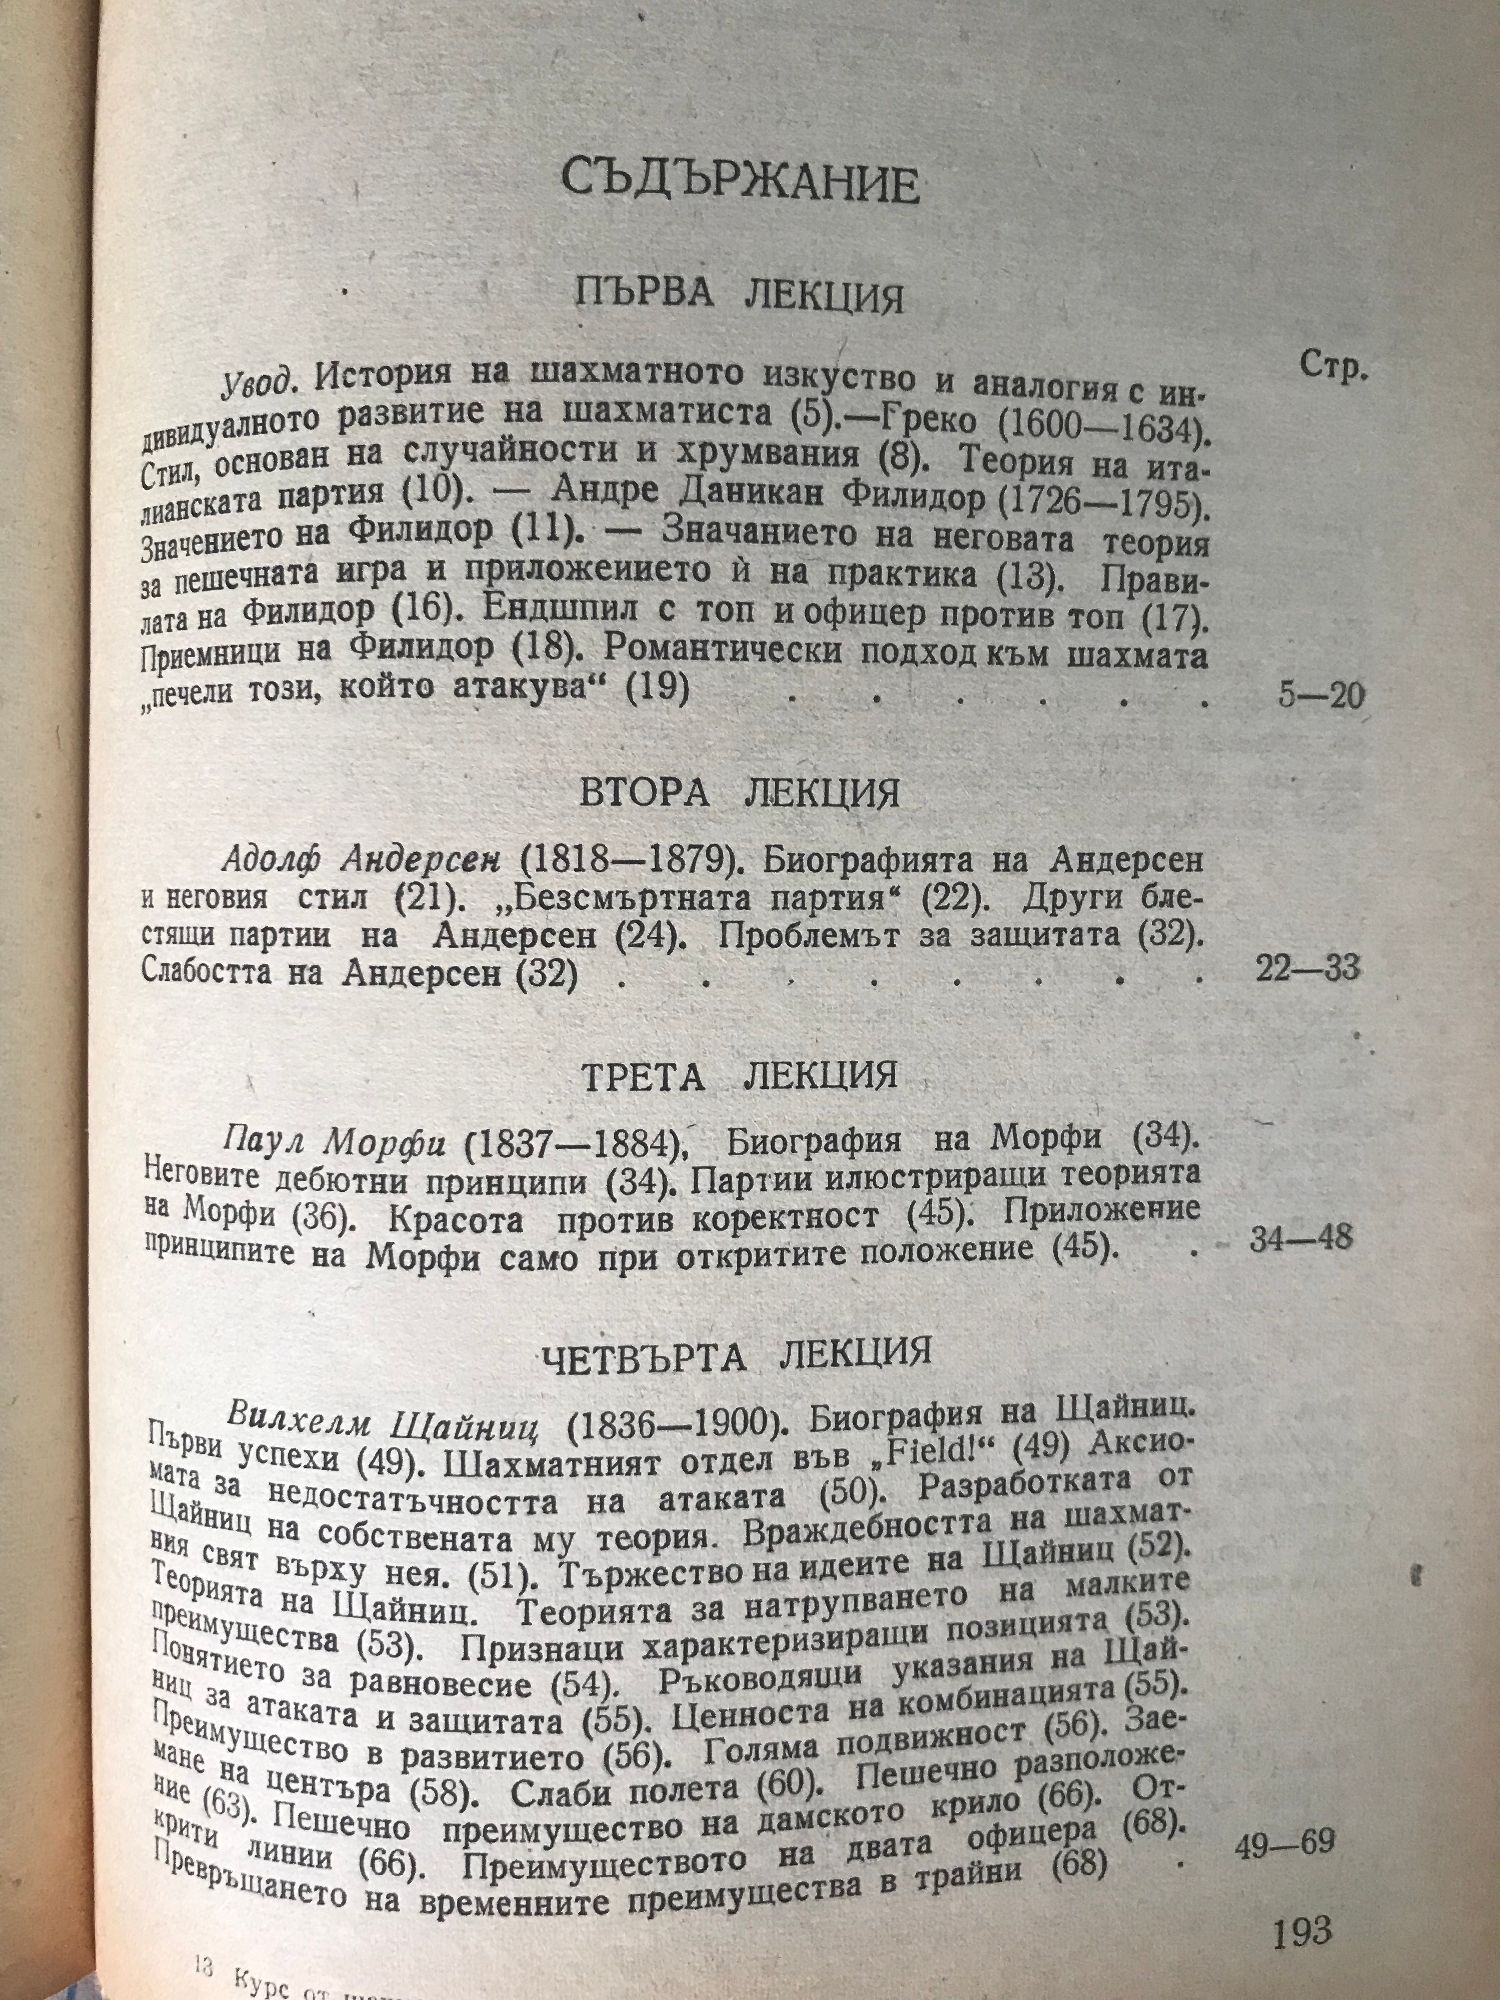 СЪДЪРЖАНИЕ
ПЪРВА ЛЕКЦИЯ
Стр.
Увод. История на шахматното изкуство и аналогия с ин-
дивидуалното развитие на шахматиста (5).—Греко (1600—1634).
Стил, основан на случайности и хрумвания (8). Теория на ита-
лианската партия (10). — Андре Даникан Филидор (1726—1795).
Значението на Филидор (11). — Значанието на неговата теория
за пешечната игра и приложеиието ѝ на практика (13). Прави-
лата на Филидор (16). Ендшпил с топ и офицер против топ (17).
Приемници на Филидор (18). Романтически подход към шахмата
„печели този, който атакува“ (19) . . . . . . 5—20
ВТОРА ЛЕКЦИЯ
Адолф Андерсен (1818—1879). Биографията на Андерсен
и неговия стил (21). „Безсмъртната партия“ (22). Други бле-
стящи партии на Андерсен (24). Проблемът за защитата (32).
Слабостта на Андерсен (32) . . . . . . . . 22—33
ТРЕТА ЛЕКЦИЯ
Паул Морфи (1837—1884), Биография на Морфи (34).
Неговите дебютни принципи (34). Партии илюстриращи теорията
на Морфи (36). Красота против коректност (45). Приложение
принципите на Морфи само при откритите положение (45). . 34—48
ЧЕТВЪРТА ЛЕКЦИЯ
Вилхелм Щайниц (1836—1900). Биография на Щайниц.
Първи успехи (49). Шахматният отдел във „Field!“ (49) Аксио-
мата за недостатъчността на атаката (50). Разработката от
Щайниц на собствената му теория. Враждебността на шахмат-
ния свят върху нея. (51). Тържество на идеите на Щайниц (52).
Теорията на Щайниц. Теорията за натрупването на малките
преимущества (53). Признаци характеризиращи позицията (53).
Понятието за равновесие (54). Ръководящи указания на Щай-
ниц за атаката и защитата (55). Ценноста на комбинацията (55).
Преимущество в развитието (56). Голяма подвижност (56). Зае-
мане на центъра (58). Слаби полета (60). Пешечно разположе-
ние (63). Пешечно преимущество на дамското крило (66). От-
крити линии (66). Преимуществото на двата офицера (68).
Превръщането на временните преимущества в трайни (68) . 49—69
193
13 Курс от